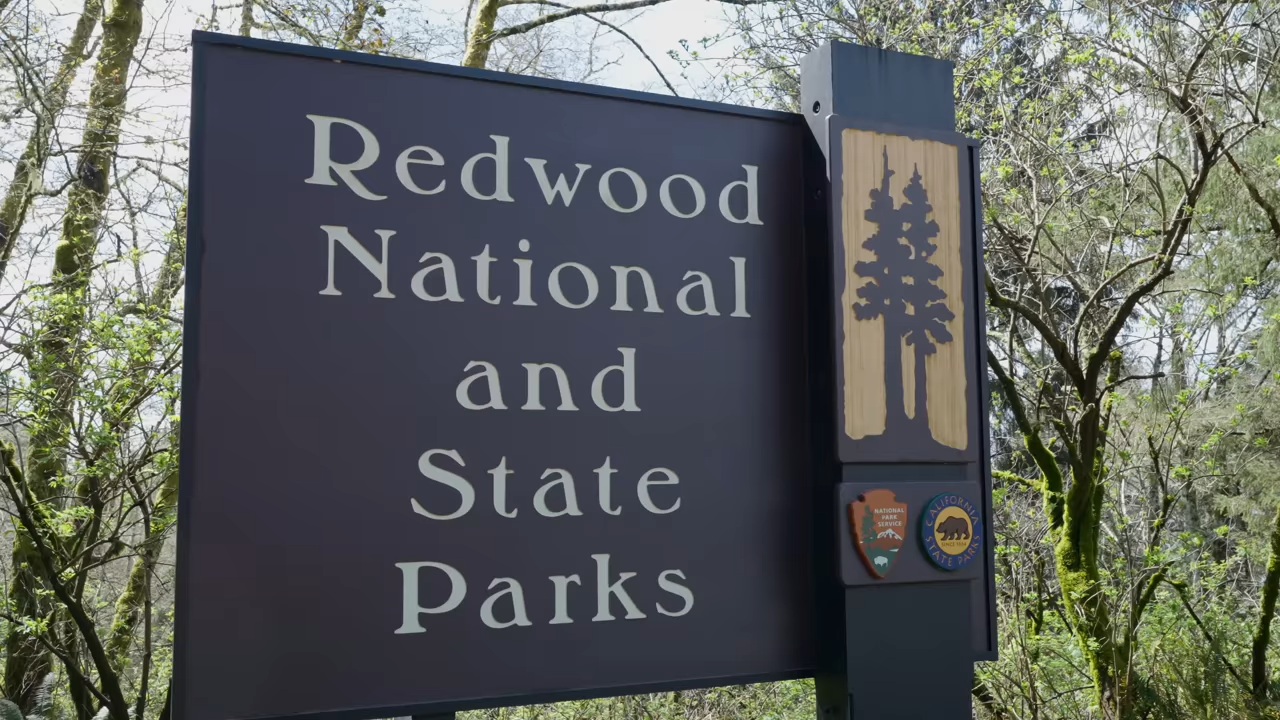 Redwood
National
and
State
Parks
NATIONAL
PARK
SERVICE
CALIFORNIA
STATE PARKS